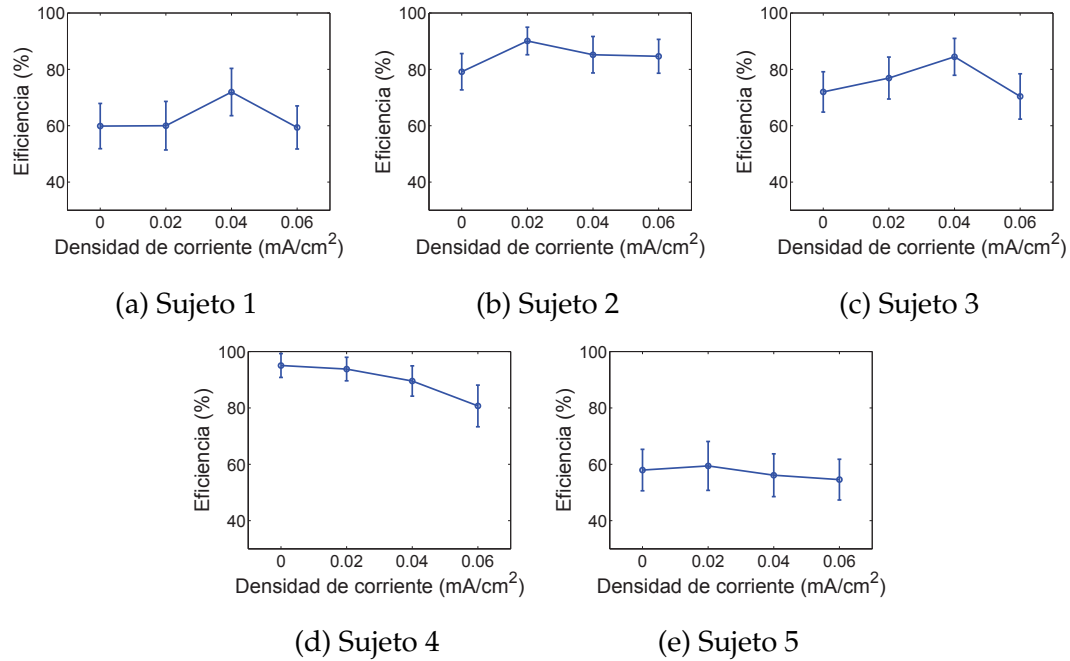 100
80
60
40
Eificiencia (%)
0 0.02 0.04 0.06
Densidad de corriente (mA/cm²)
(a) Sujeto 1
100
80
60
40
Eficiencia (%)
0 0.02 0.04 0.06
Densidad de corriente (mA/cm²)
(b) Sujeto 2
100
80
60
40
Eficiencia (%)
0 0.02 0.04 0.06
Densidad de corriente (mA/cm²)
(c) Sujeto 3
100
80
60
40
Eficiencia (%)
0 0.02 0.04 0.06
Densidad de corriente (mA/cm²)
(d) Sujeto 4
100
80
60
40
Eficiencia (%)
0 0.02 0.04 0.06
Densidad de corriente (mA/cm²)
(e) Sujeto 5